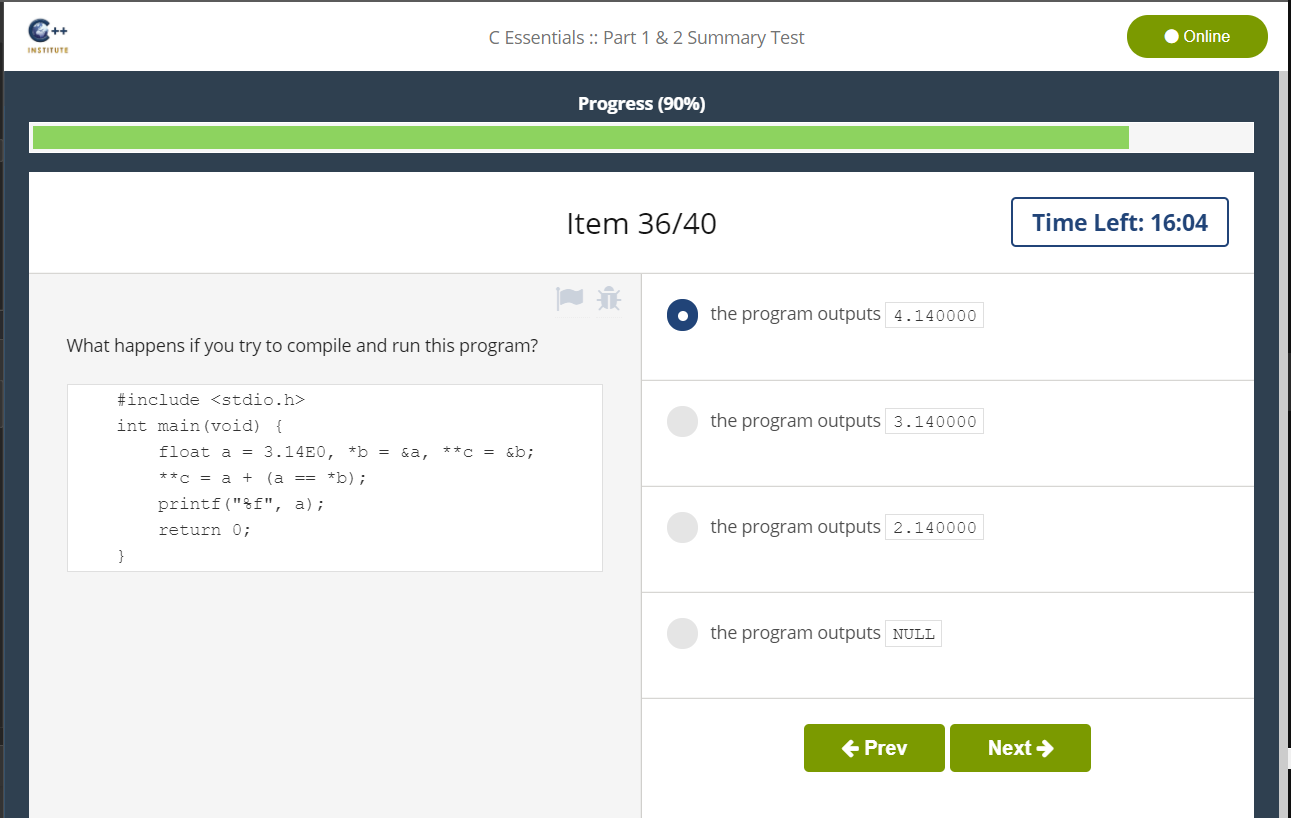 C++
INSTITUTE
C Essentials :: Part 1 & 2 Summary Test
Online
Progress (90%)
Item 36/40
Time Left: 16:04
What happens if you try to compile and run this program?
#include <stdio.h>
int main(void) {
    float a = 3.14E0, *b = &a, **c = &b;
    **c = a + (a == *b);
    printf("%f", a);
    return 0;
}
the program outputs 4.140000
the program outputs 3.140000
the program outputs 2.140000
the program outputs NULL
Prev
Next